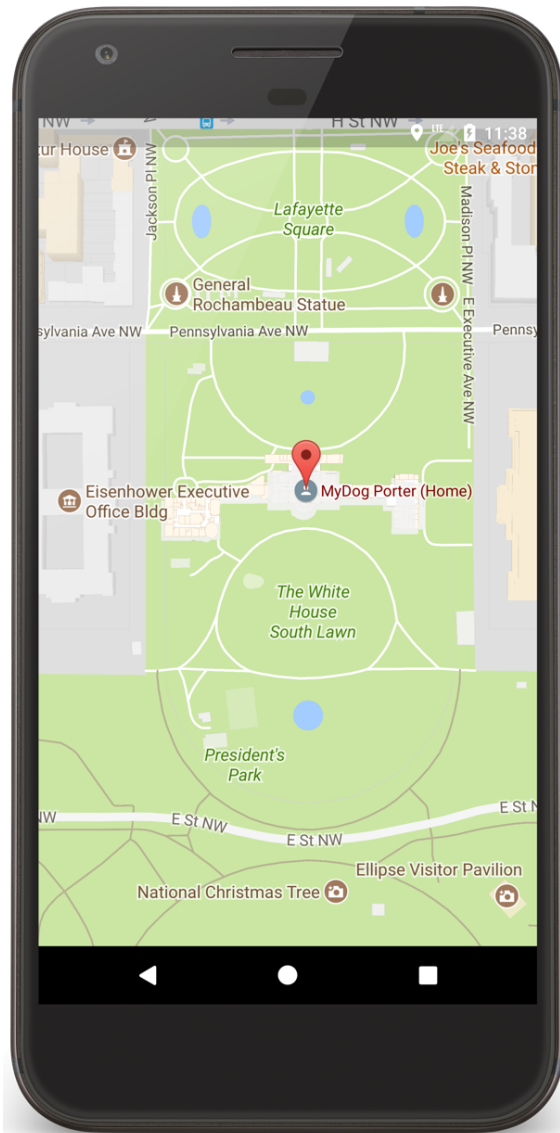 NW
H St NW
LTE
11:38
tur House
Joe's Seafood
Steak & Ston
Jackson Pl NW
Madison Pl NW
Lafayette
Square
General
Rochambeau Statue
E Executive Ave NW
sylvania Ave NW
Pennsylvania Ave NW
Pennsy
MyDog Porter (Home)
Eisenhower Executive
Office Bldg
The White
House
South Lawn
President's
Park
NW
E St NW
E St NW
E St N
Ellipse Visitor Pavilion
National Christmas Tree